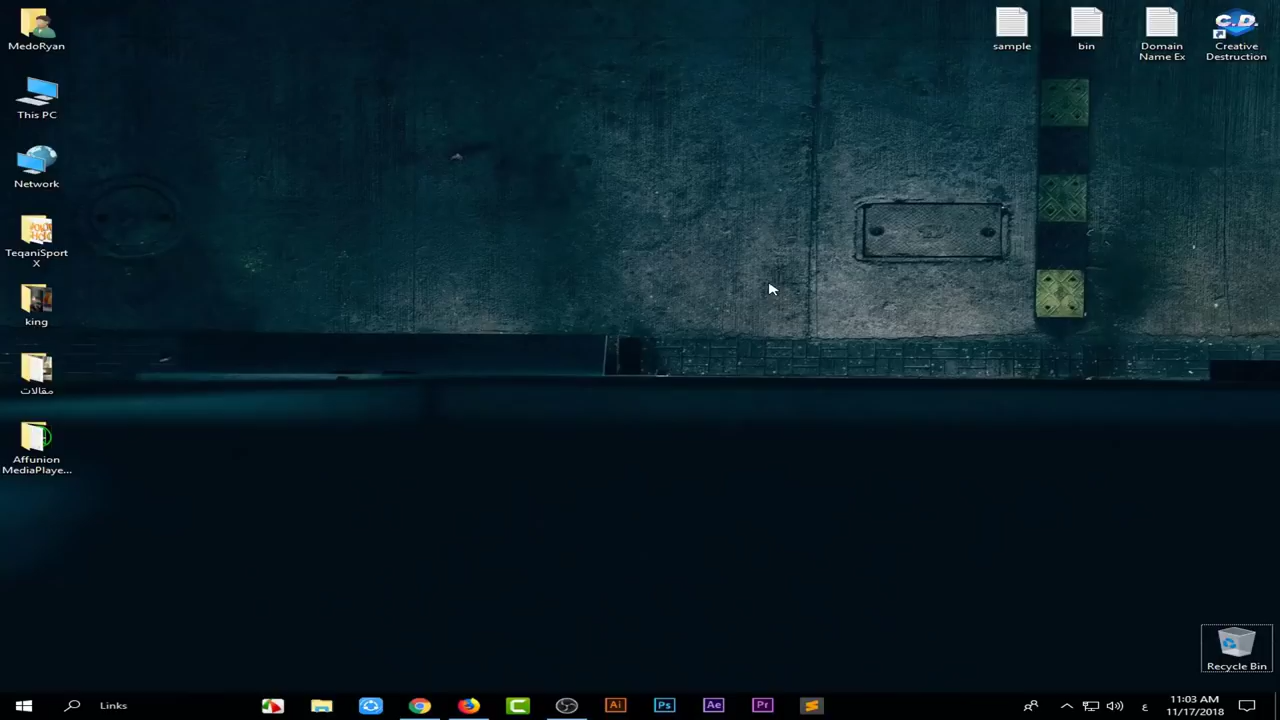 MedoRyan
This PC
Network
TeqaniSport
X
king
مقالات
Affunion
MediaPlaye...
sample
bin
Domain
Name Ex
C.D.
Creative
Destruction
Recycle Bin
Links
Ai
Ps
Ae
Pr
ع
11:03 AM
11/17/2018